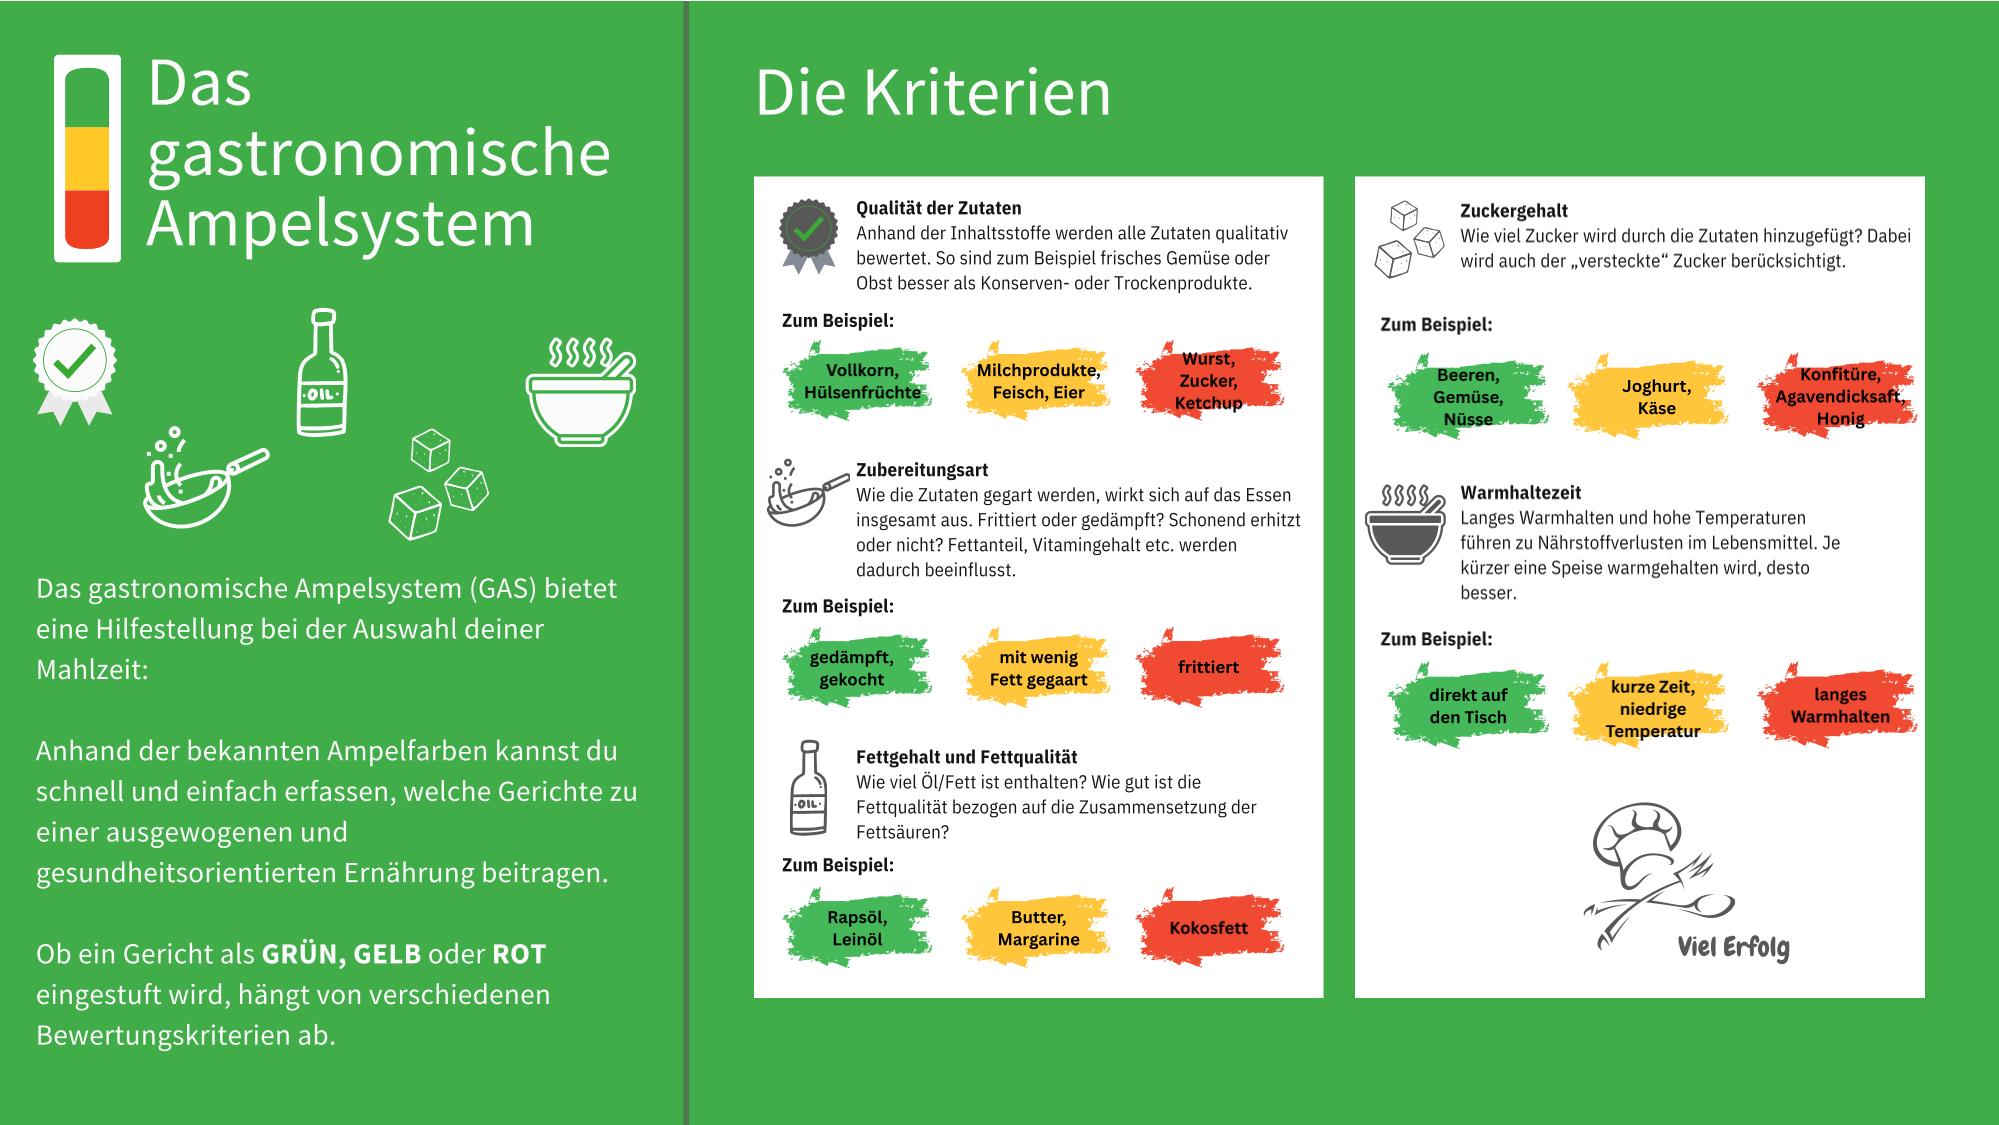 Das
gastronomische
Ampelsystem
OIL
Das gastronomische Ampelsystem (GAS) bietet
eine Hilfestellung bei der Auswahl deiner
Mahlzeit:
Anhand der bekannten Ampelfarben kannst du
schnell und einfach erfassen, welche Gerichte zu
einer ausgewogenen und
gesundheitsorientierten Ernährung beitragen.
Ob ein Gericht als GRÜN, GELB oder ROT
eingestuft wird, hängt von verschiedenen
Bewertungskriterien ab.
Die Kriterien
Qualität der Zutaten
Anhand der Inhaltsstoffe werden alle Zutaten qualitativ
bewertet. So sind zum Beispiel frisches Gemüse oder
Obst besser als Konserven- oder Trockenprodukte.
Zum Beispiel:
Vollkorn,
Hülsenfrüchte
Milchprodukte,
Feisch, Eier
Wurst,
Zucker,
Ketchup
Zubereitungsart
Wie die Zutaten gegart werden, wirkt sich auf das Essen
insgesamt aus. Frittiert oder gedämpft? Schonend erhitzt
oder nicht? Fettanteil, Vitamingehalt etc. werden
dadurch beeinflusst.
Zum Beispiel:
gedämpft,
gekocht
mit wenig
Fett gegaart
frittiert
OIL
Fettgehalt und Fettqualität
Wie viel Öl/Fett ist enthalten? Wie gut ist die
Fettqualität bezogen auf die Zusammensetzung der
Fettsäuren?
Zum Beispiel:
Rapsöl,
Leinöl
Butter,
Margarine
Kokosfett
Zuckergehalt
Wie viel Zucker wird durch die Zutaten hinzugefügt? Dabei
wird auch der „versteckte“ Zucker berücksichtigt.
Zum Beispiel:
Beeren,
Gemüse,
Nüsse
Joghurt,
Käse
Konfitüre,
Agavendicksaft,
Honig
Warmhaltezeit
Langes Warmhalten und hohe Temperaturen
führen zu Nährstoffverlusten im Lebensmittel. Je
kürzer eine Speise warmgehalten wird, desto
besser.
Zum Beispiel:
direkt auf
den Tisch
kurze Zeit,
niedrige
Temperatur
langes
Warmhalten
Viel Erfolg